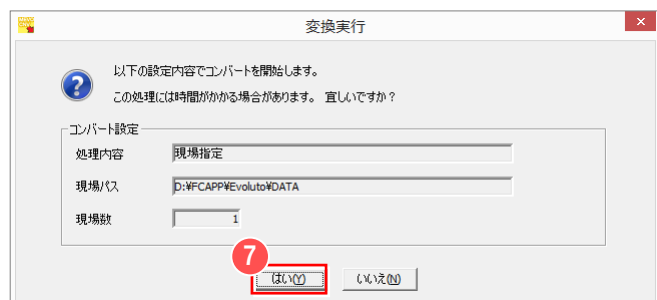 変換実行
以下の設定内容でコンバートを開始します。
この処理には時間がかかる場合があります。 宜しいですか？
コンバート設定
処理内容 現場指定
現場パス D:¥FCAPP¥Evoluto¥DATA
現場数 1
7
はい(Y) いいえ(N)